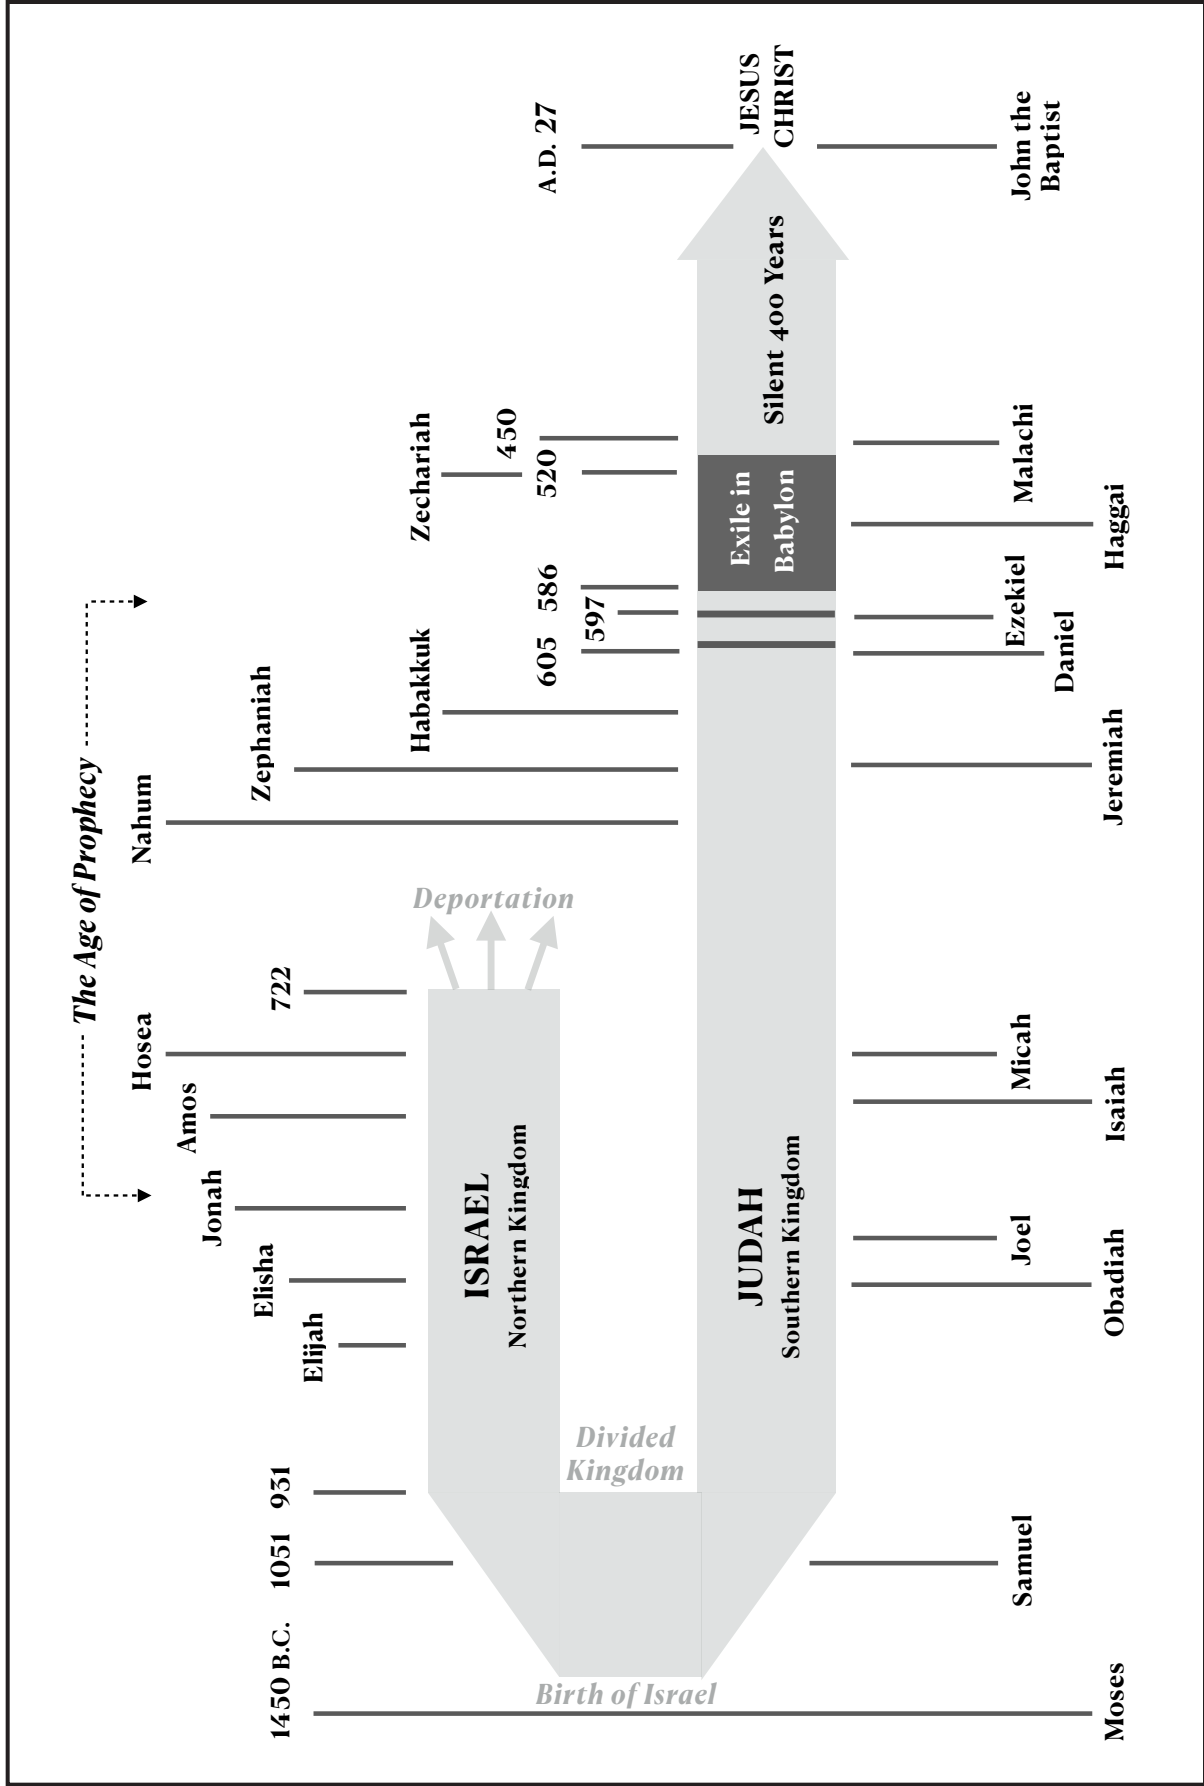 The Age of Prophecy
Nahum
Hosea
Amos
Jonah
Zephaniah
Elisha
Elijah
1450 B.C.
1051
931
722
Habakkuk
Zechariah
605
597
586
520
450
A.D. 27
Deportation
ISRAEL
Northern Kingdom
Divided
Kingdom
Birth of Israel
JUDAH
Southern Kingdom
Exile in
Babylon
Silent 400 Years
JESUS
CHRIST
Moses
Samuel
Obadiah
Joel
Isaiah
Micah
Jeremiah
Daniel
Ezekiel
Haggai
Malachi
John the
Baptist